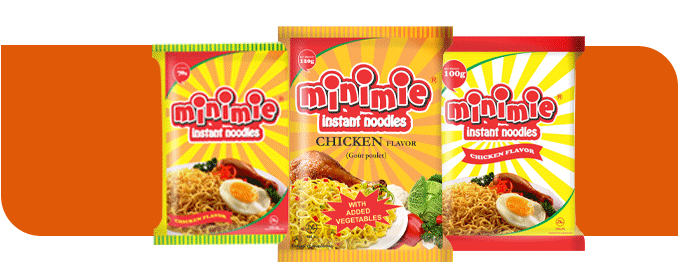 70g
minimie
instant noodles
CHICKEN FLAVOR
120g
minimie
instant noodles
CHICKEN FLAVOR
(Goût poulet)
WITH
ADDED
VEGETABLES
100g
minimie
instant noodles
CHICKEN FLAVOR